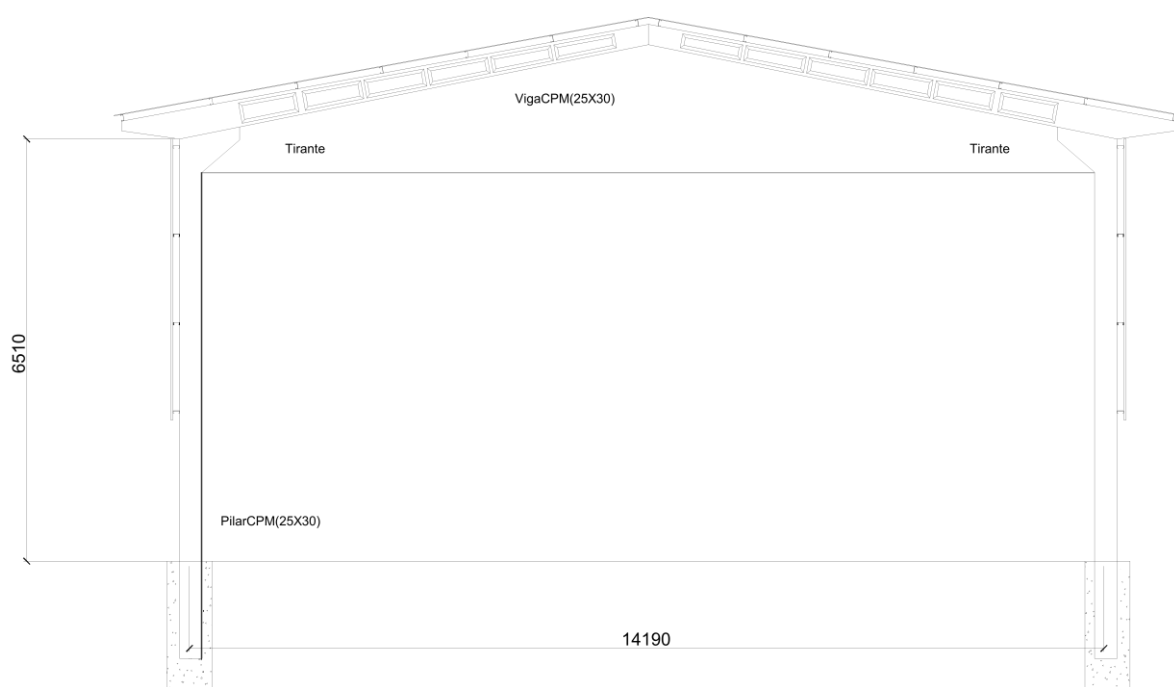 VigaCPM(25X30)
Tirante
Tirante
6510
PilarCPM(25X30)
14190